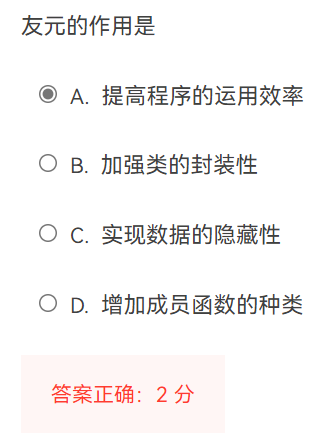 友元的作用是
A. 提高程序的运用效率
B. 加强类的封装性
C. 实现数据的隐藏性
D. 增加成员函数的种类
答案正确：2 分